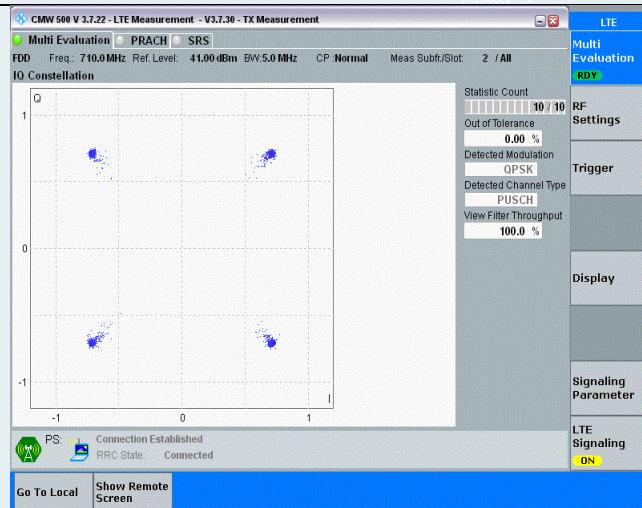 CMW 500 V 3.7.22 - LTE Measurement - V3.7.30 - TX Measurement
LTE
Multi Evaluation PRACH SRS
FDD Freq.: 710.0 MHz Ref. Level: 41.00 dBm BW: 5.0 MHz CP :Normal Meas Subfr./Slot: 2 / All
IQ Constellation
Q
1
0
-1
I
-1 0 1
Statistic Count
10 / 10
Out of Tolerance
0.00 %
Detected Modulation
QPSK
Detected Channel Type
PUSCH
View Filter Throughput
100.0 %
Multi
Evaluation
RDY
RF
Settings
Trigger
Display
Signaling
Parameter
LTE
Signaling
ON
PS: Connection Established
RRC State: Connected
Go To Local
Show Remote
Screen